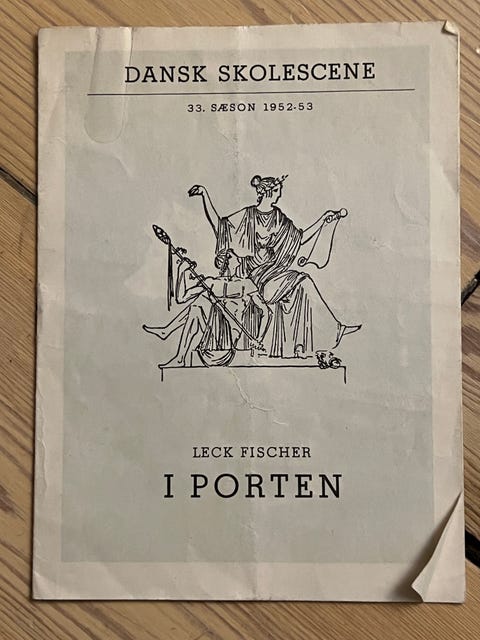 DANSK SKOLESCENE
33. SÆSON 1952-53
LECK FISCHER
I PORTEN